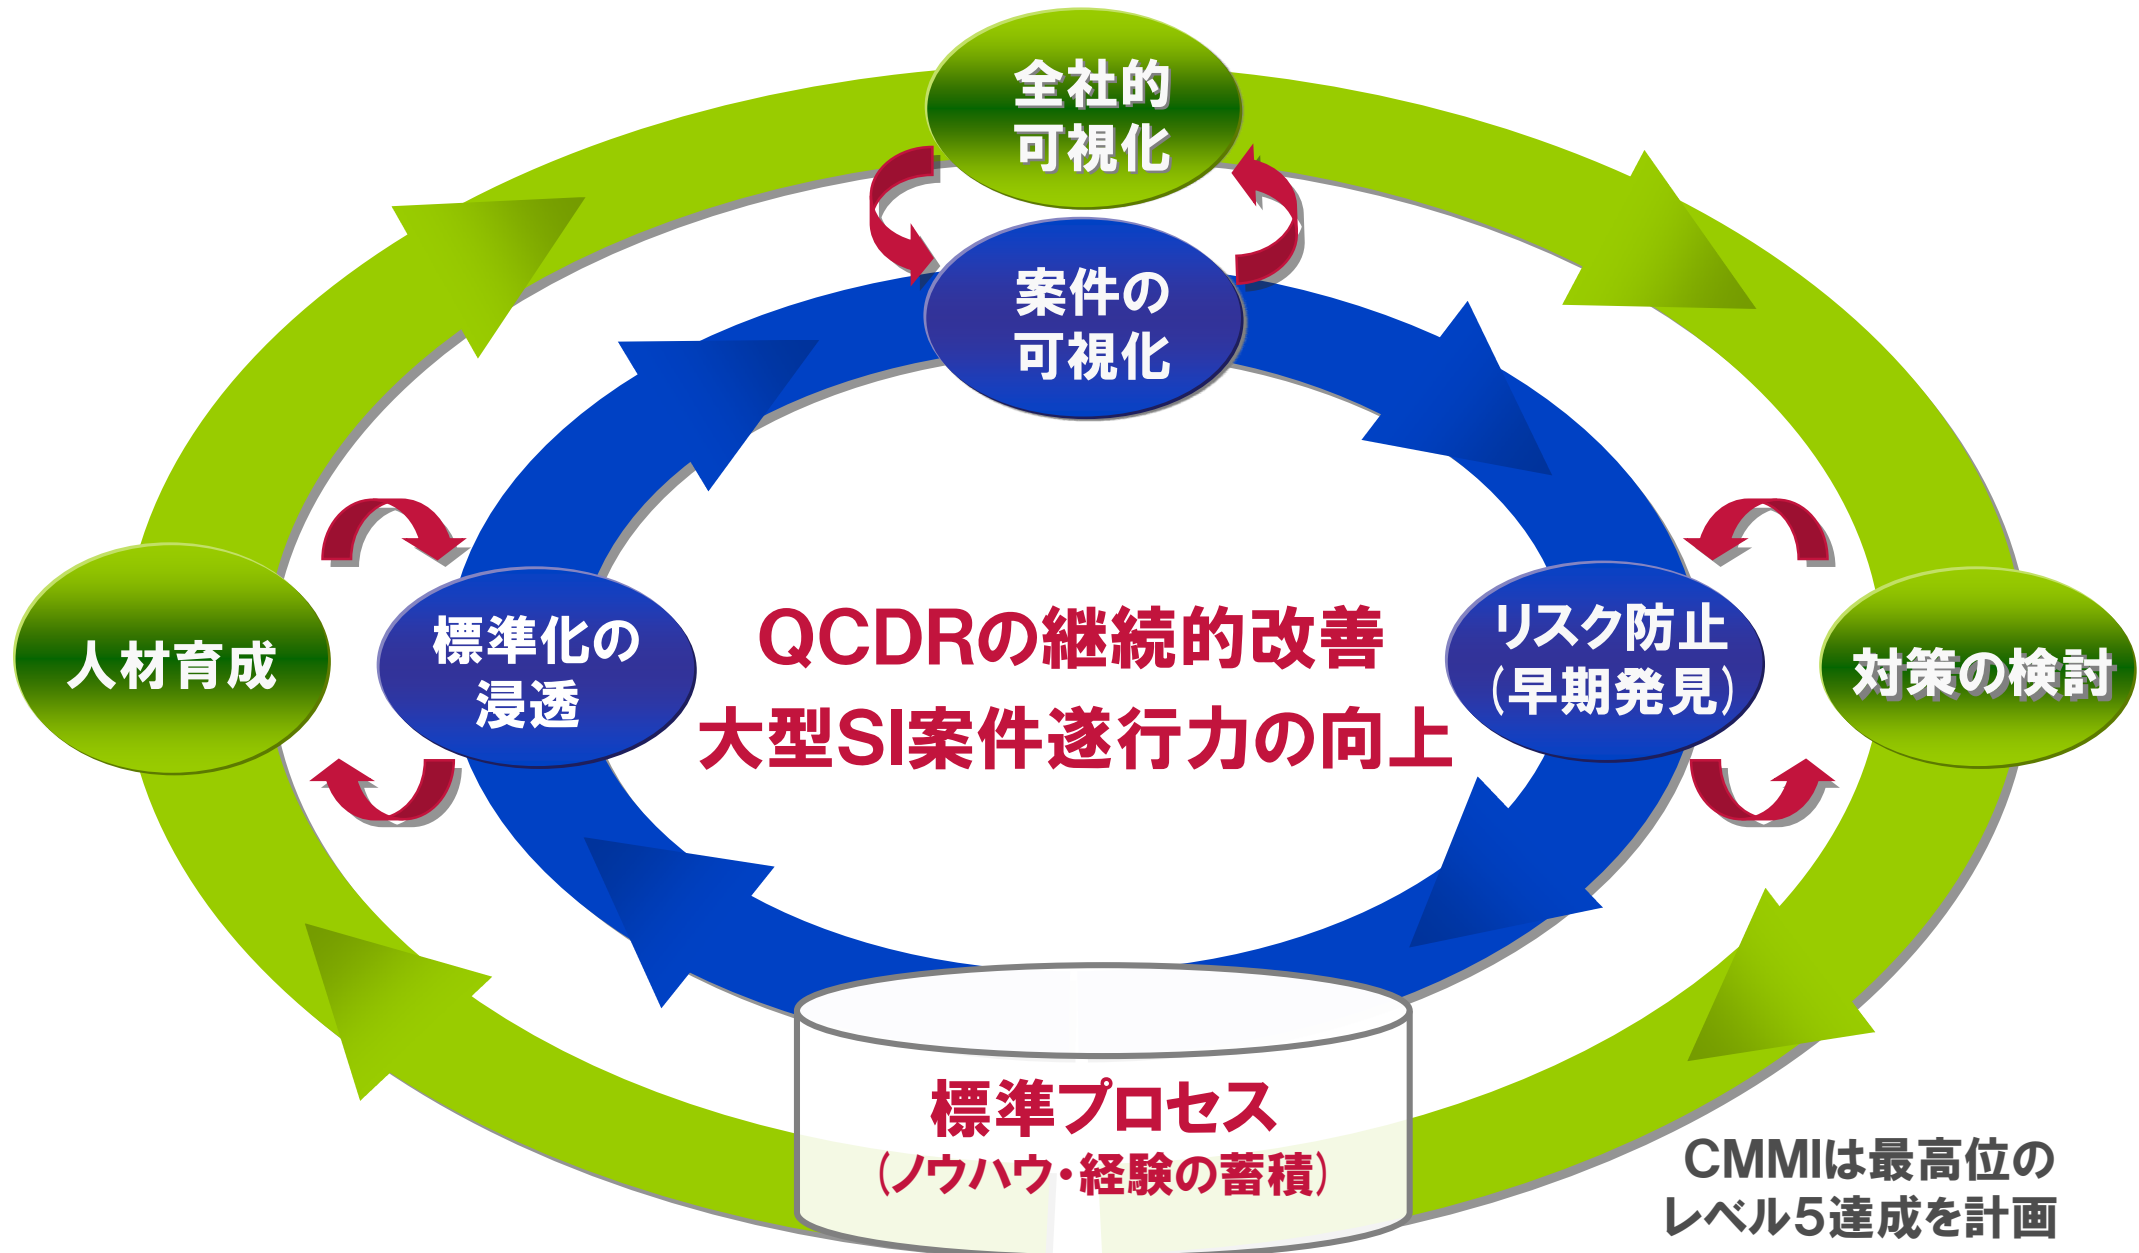 全社的
可視化
案件の
可視化
人材育成
標準化の
浸透
QCDRの継続的改善
大型SI案件遂行力の向上
リスク防止
(早期発見)
対策の検討
標準プロセス
(ノウハウ・経験の蓄積)
CMMIは最高位の
レベル5達成を計画